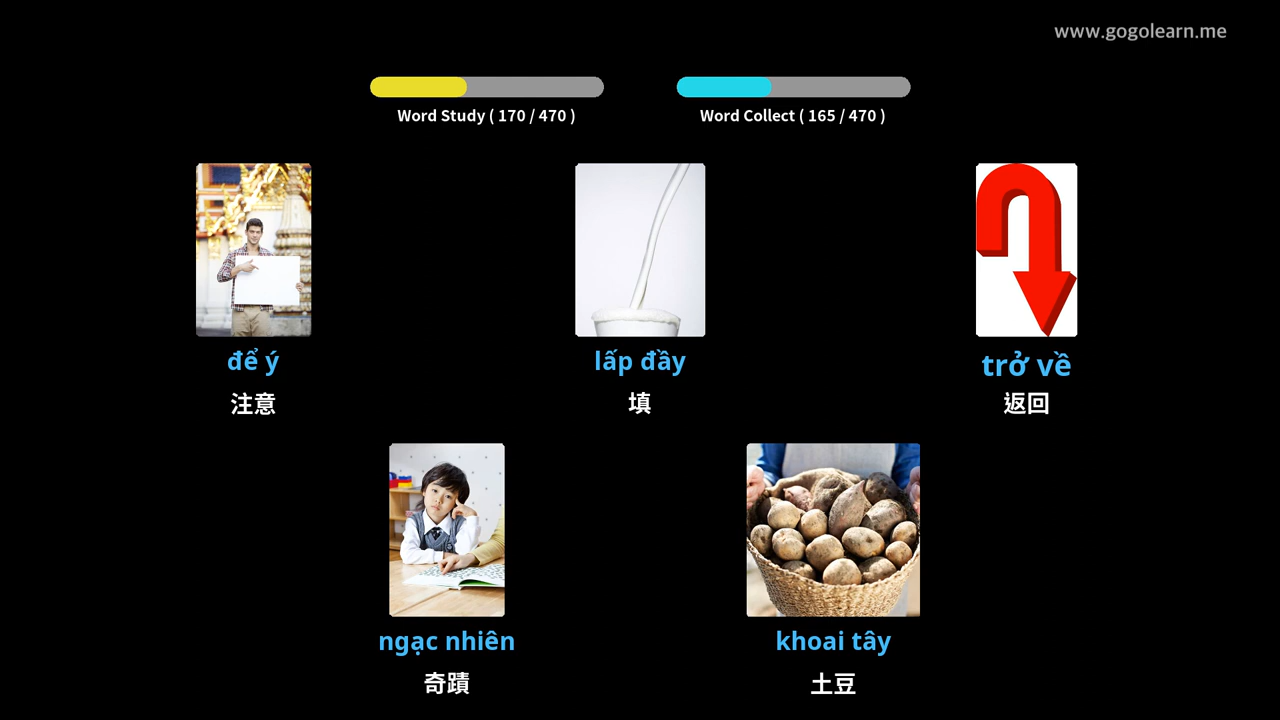 www.gogolearn.me
Word Study ( 170 / 470 )
Word Collect ( 165 / 470 )
để ý
lấp đầy
trở về
注意
填
返回
ngạc nhiên
khoai tây
奇蹟
土豆